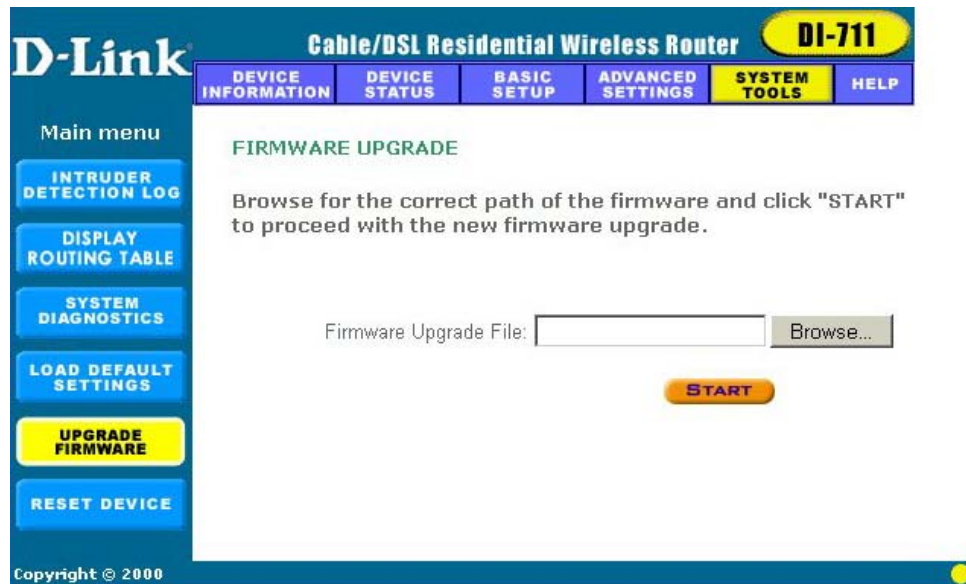 D-Link
Cable/DSL Residential Wireless Router
DI-711
DEVICE INFORMATION
DEVICE STATUS
BASIC SETUP
ADVANCED SETTINGS
SYSTEM TOOLS
HELP
Main menu
INTRUDER
DETECTION LOG
DISPLAY
ROUTING TABLE
SYSTEM
DIAGNOSTICS
LOAD DEFAULT
SETTINGS
UPGRADE
FIRMWARE
RESET DEVICE
FIRMWARE UPGRADE
Browse for the correct path of the firmware and click "START"
to proceed with the new firmware upgrade.
Firmware Upgrade File:
Browse...
START
Copyright © 2000